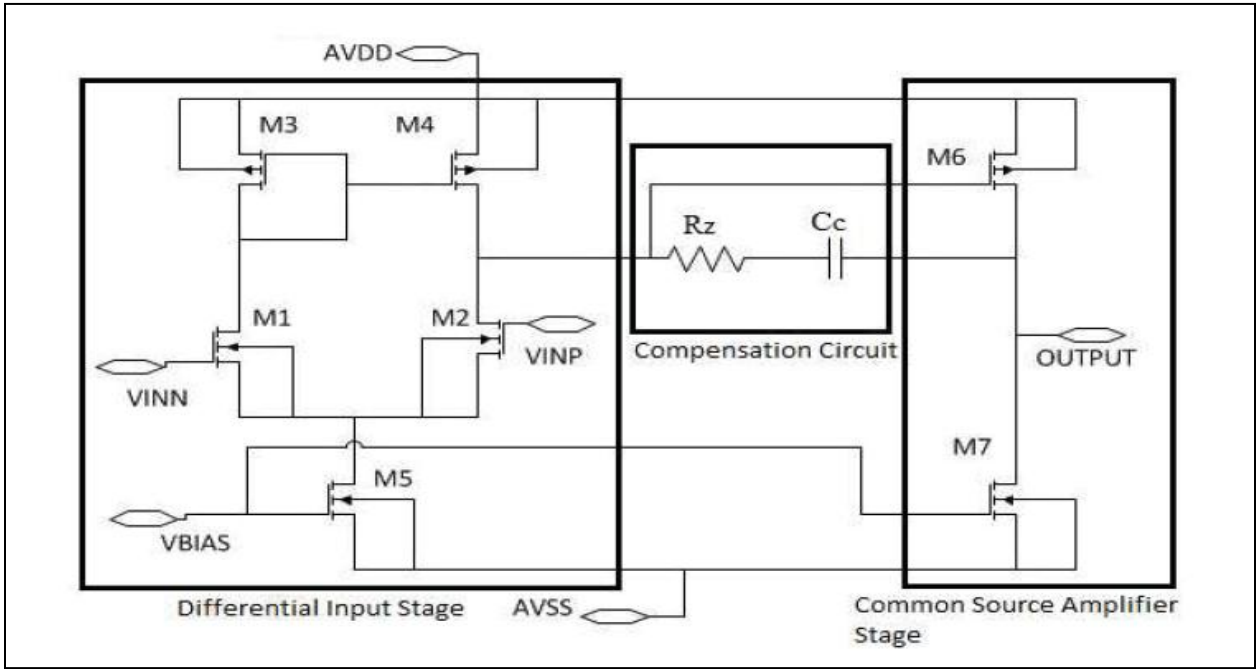 AVDD
M3
M4
M6
Rz
Cc
M1
M2
VINP
Compensation Circuit
OUTPUT
VINN
M7
M5
VBIAS
Differential Input Stage
AVSS
Common Source Amplifier
Stage